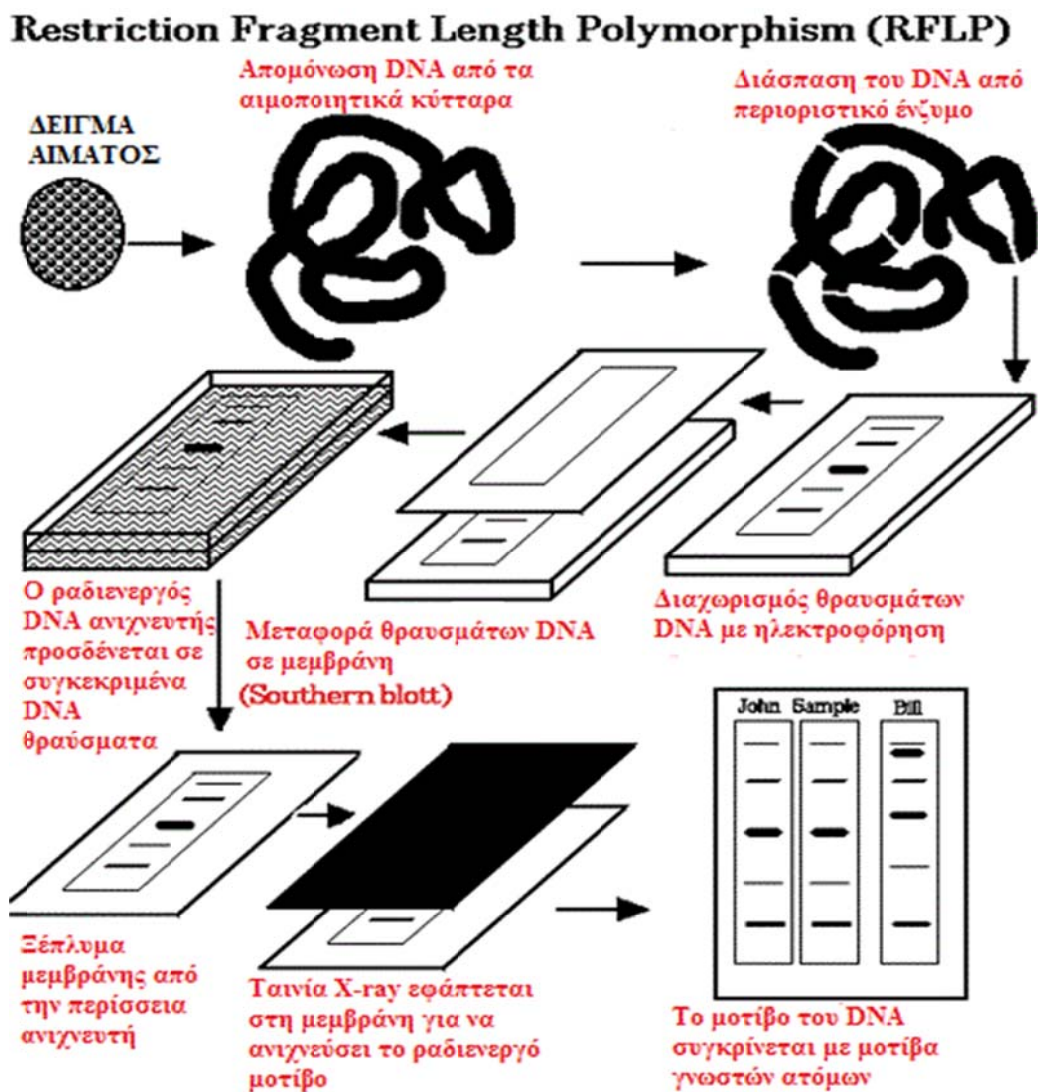 Restriction Fragment Length Polymorphism (RFLP)
ΔΕΙΓΜΑ
ΑΙΜΑΤΟΣ
Απομόνωση DNA από τα
αιμοποιητικά κύτταρα
Διάσπαση του DNA από
περιοριστικό ένζυμο
Διαχωρισμός θραυσμάτων
DNA με ηλεκτροφόρηση
Μεταφορά θραυσμάτων DNA
σε μεμβράνη
(Southern blott)
Ο ραδιενεργός
DNA ανιχνευτής
προσδένεται σε
συγκεκριμένα
DNA
θραύσματα
Ξέπλυμα
μεμβράνης από
την περίσσεια
ανιχνευτή
Ταινία X-ray εφάπτεται
στη μεμβράνη για να
ανιχνεύσει το ραδιενεργό
μοτίβο
John Sample Bill
Το μοτίβο του DNA
συγκρίνεται με μοτίβα
γνωστών ατόμων